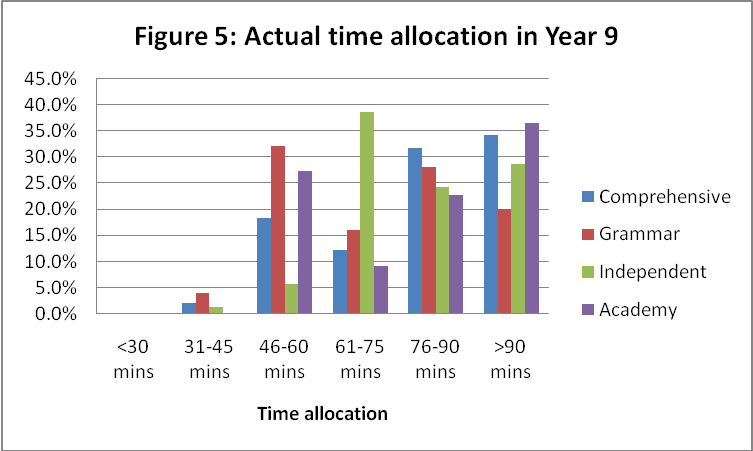 Figure 5: Actual time allocation in Year 9
45.0%
40.0%
35.0%
30.0%
25.0%
20.0%
15.0%
10.0%
5.0%
0.0%
<30 mins
31-45 mins
46-60 mins
61-75 mins
76-90 mins
>90 mins
Time allocation
Comprehensive
Grammar
Independent
Academy